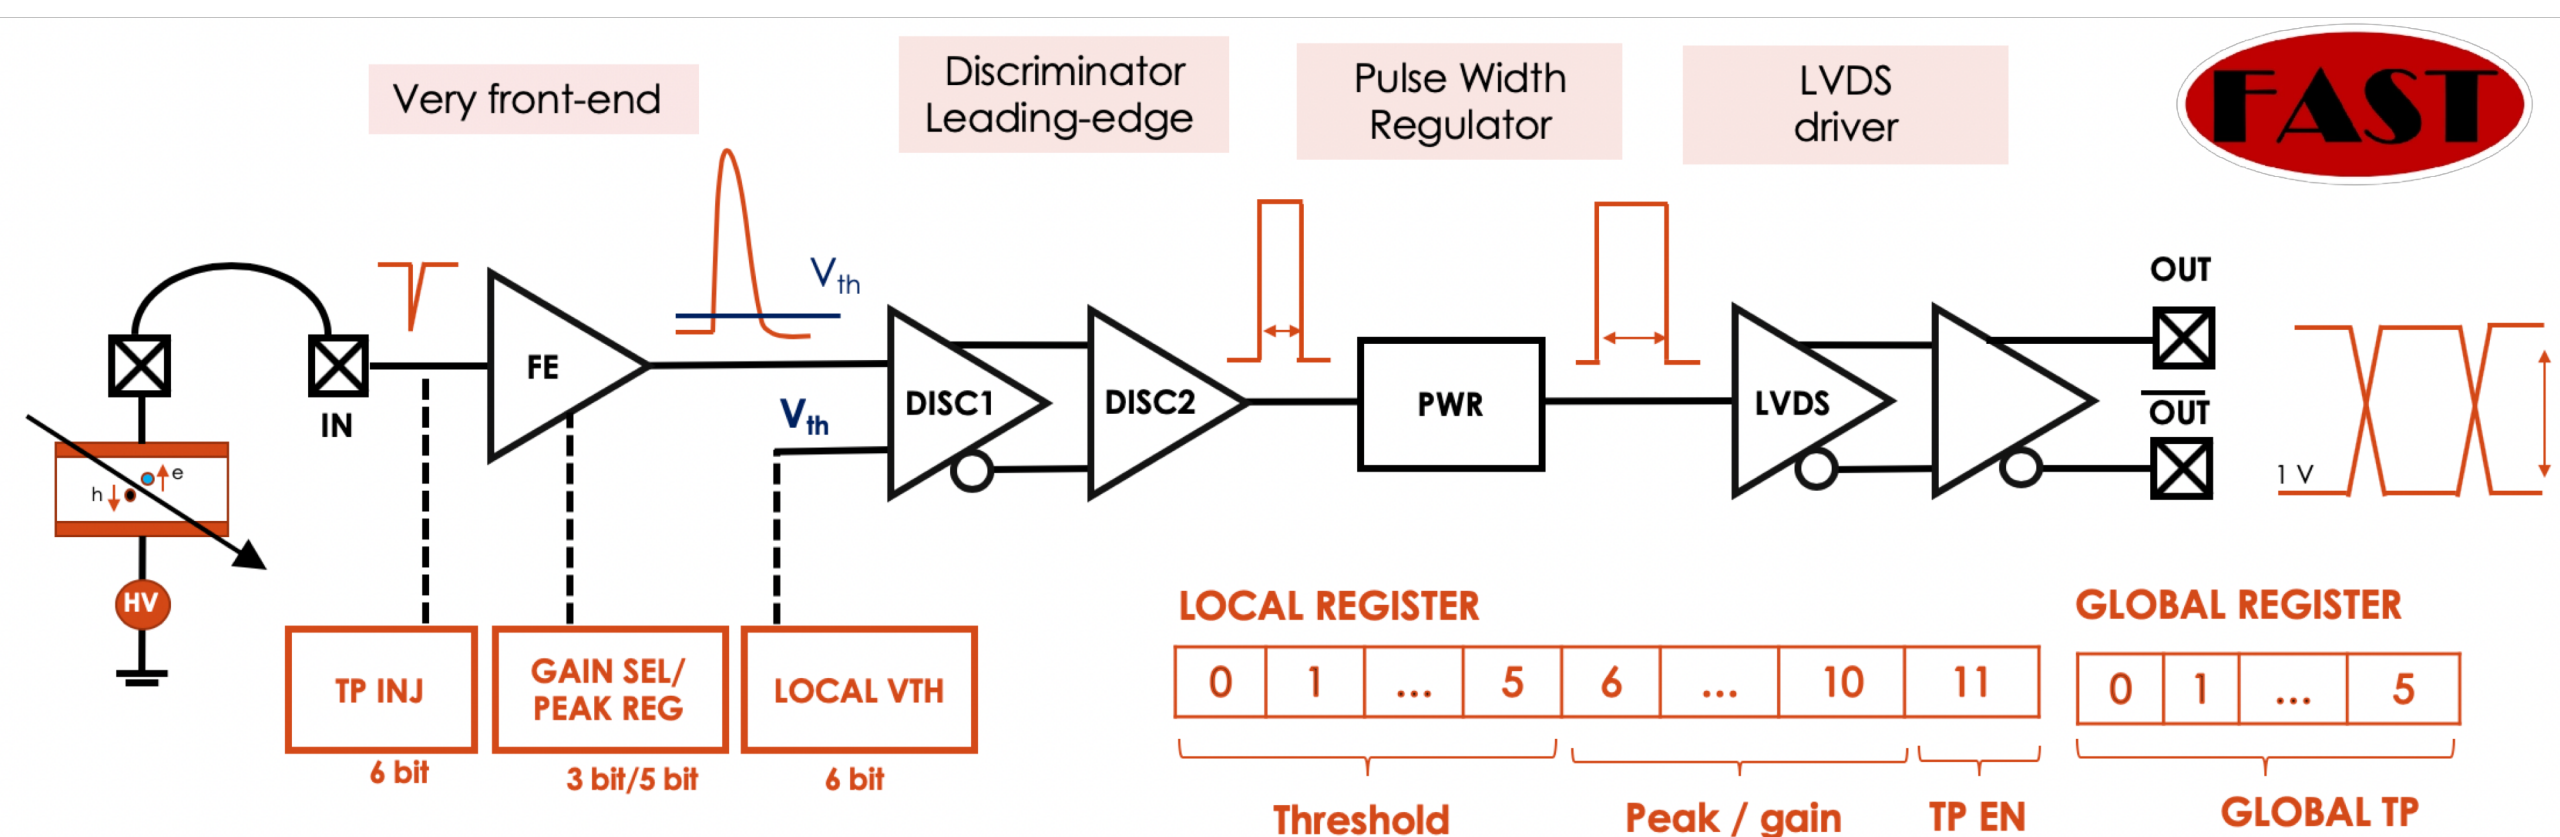 Very front-end
Discriminator
Leading-edge
Pulse Width
Regulator
LVDS
driver
FAST
Vth
OUT
IN
FE
Vth
DISC1
DISC2
PWR
LVDS
OUT
1 V
h
e
HV
TP INJ
6 bit
GAIN SEL/
PEAK REG
3 bit/5 bit
LOCAL VTH
6 bit
LOCAL REGISTER
0 1 ... 5 6 ... 10 11
Threshold
Peak / gain
TP EN
GLOBAL REGISTER
0 1 ... 5
GLOBAL TP